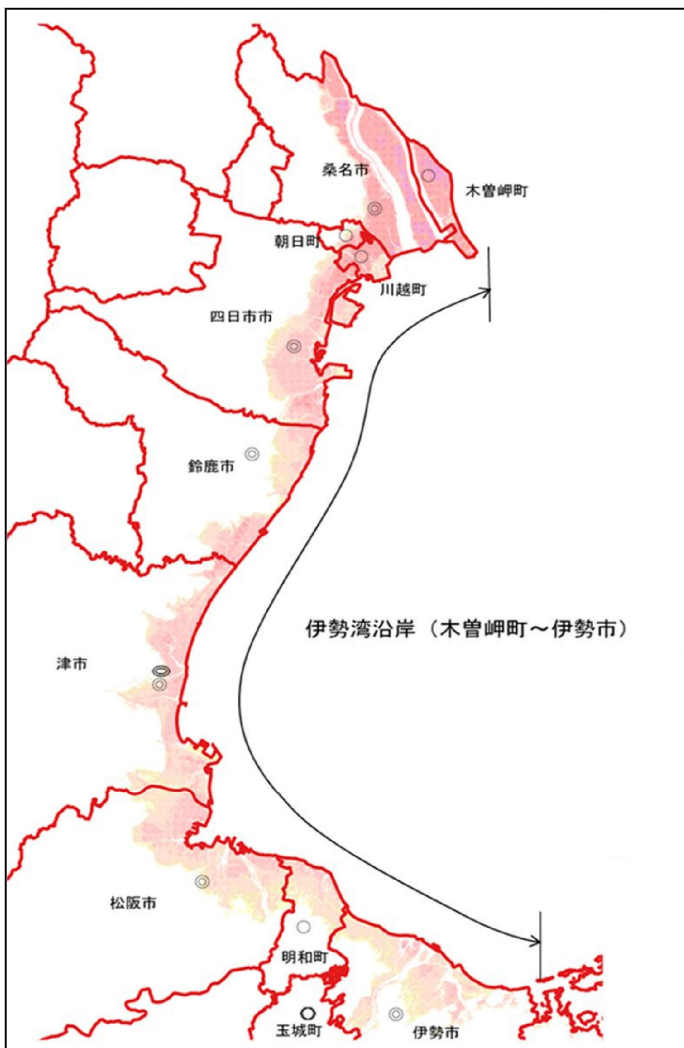 桑名市
木曽岬町
朝日町
川越町
四日市市
鈴鹿市
伊勢湾沿岸（木曽岬町～伊勢市）
津市
松阪市
明和町
玉城町
伊勢市